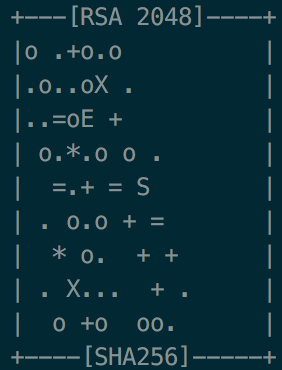 +---[RSA 2048]----+
|o .+o.o          |
|.o..oX .         |
|..=oE +          |
| o.*.o o .       |
|  =.+ = S        |
| . o.o + =       |
|  * o.  + +      |
| . X...  + .     |
|  o +o  oo.      |
+----[SHA256]-----+